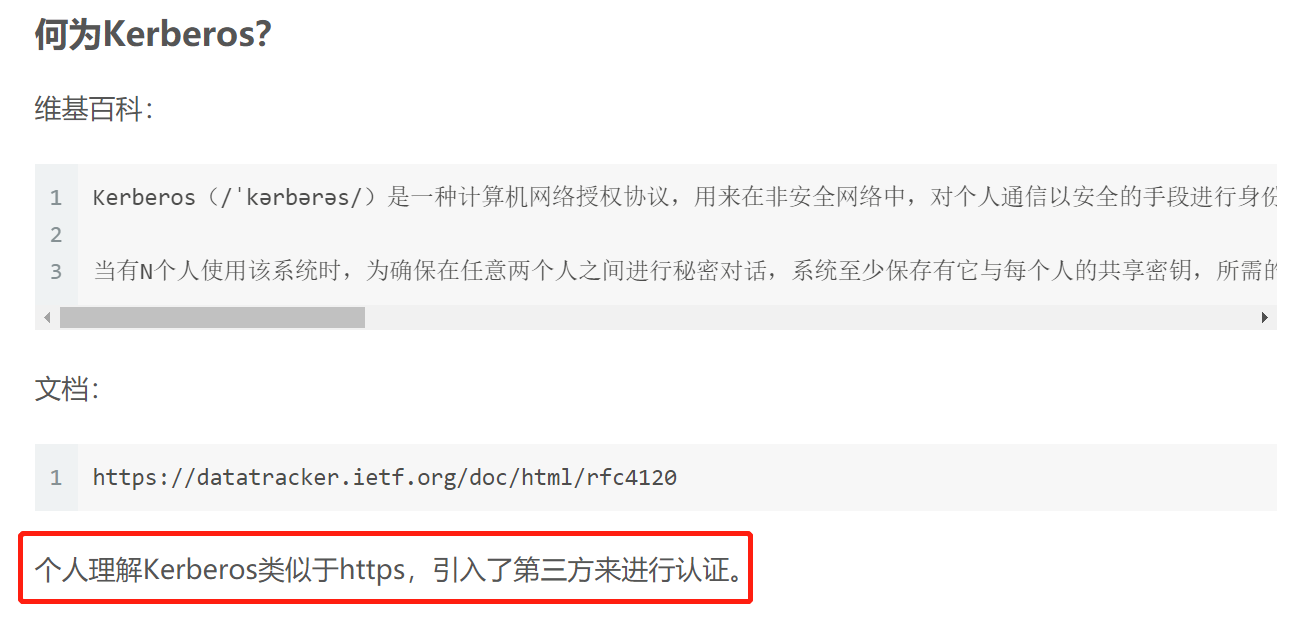 何为Kerberos?
维基百科：
1 Kerberos（/ˈkərbərəs/）是一种计算机网络授权协议，用来在非安全网络中，对个人通信以安全的手段进行身份
2
3 当有N个人使用该系统时，为确保在任意两个人之间进行秘密对话，系统至少保存有它与每个人的共享密钥，所需的
文档：
1 https://datatracker.ietf.org/doc/html/rfc4120
个人理解Kerberos类似于https，引入了第三方来进行认证。